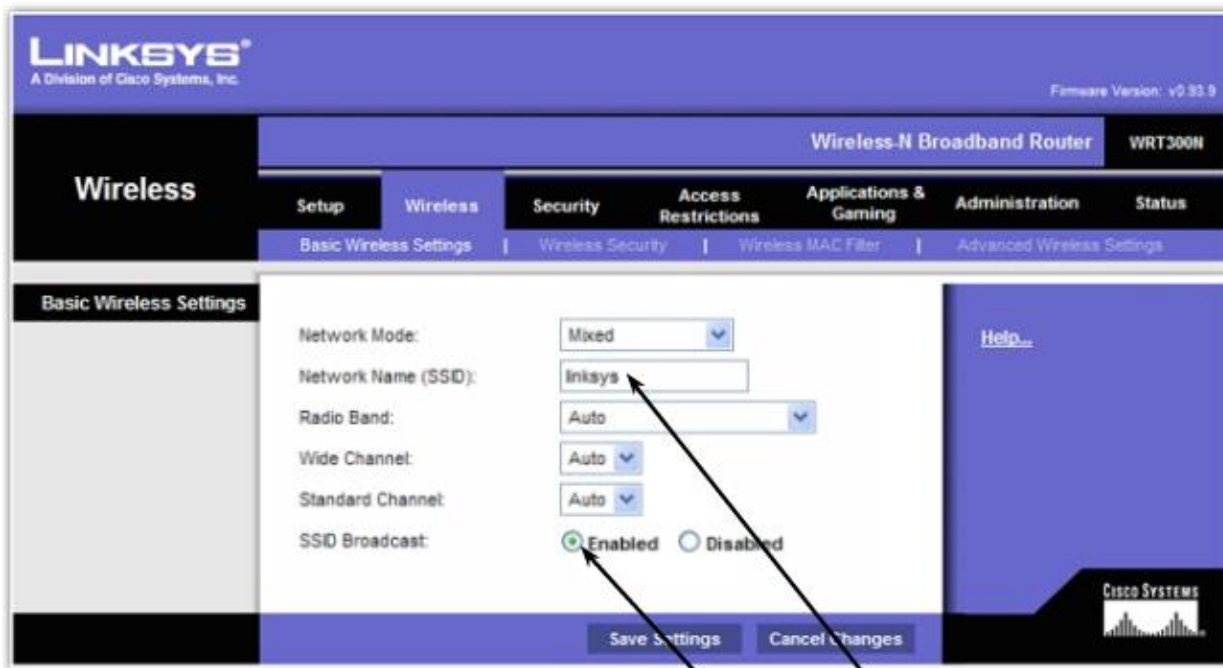 LINKSYS®
A Division of Cisco Systems, Inc.
Firmware Version: v0.93.9
Wireless-N Broadband Router WRT300N
Wireless
Setup Wireless Security Access Restrictions Applications & Gaming Administration Status
Basic Wireless Settings | Wireless Security | Wireless MAC Filter | Advanced Wireless Settings
Basic Wireless Settings
Network Mode: Mixed
Help...
Network Name (SSID): linksys
Radio Band: Auto
Wide Channel: Auto
Standard Channel: Auto
SSID Broadcast: Enabled Disabled
CISCO SYSTEMS
Save Settings Cancel Changes